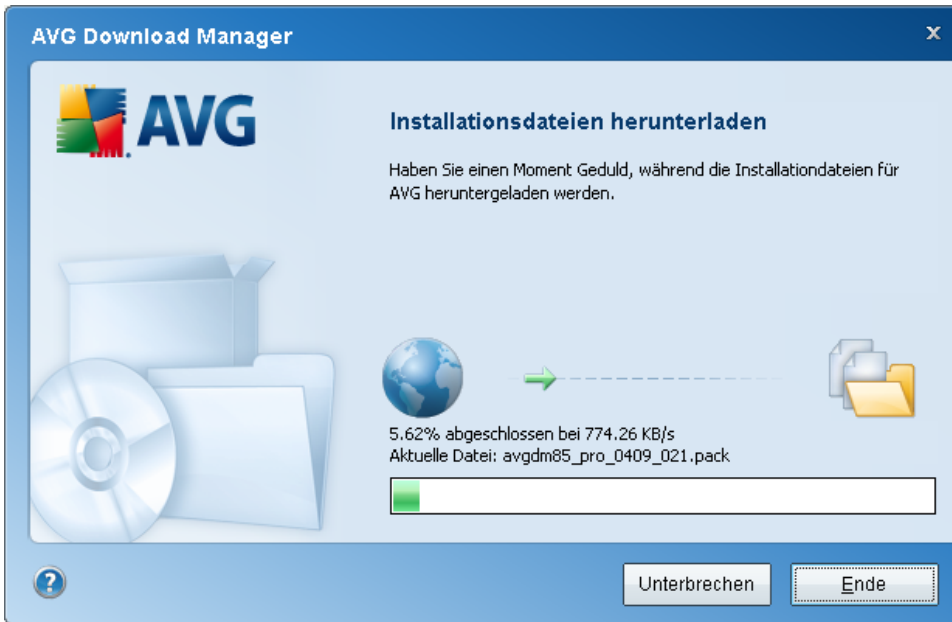 AVG Download Manager
AVG
Installationsdateien herunterladen
Haben Sie einen Moment Geduld, während die Installationdateien für
AVG heruntergeladen werden.
5.62% abgeschlossen bei 774.26 KB/s
Aktuelle Datei: avgdm85_pro_0409_021.pack
?
Unterbrechen
Ende